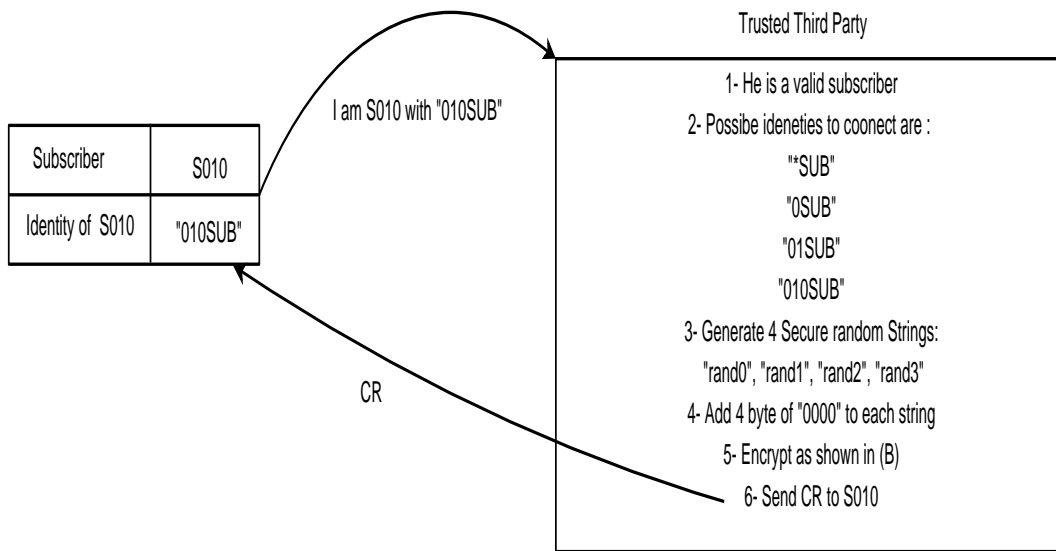 Trusted Third Party
I am S010 with "010SUB"
Subscriber
S010
Identity of S010
"010SUB"
CR
1- He is a valid subscriber
2- Possibe ideneties to coonect are :
"*SUB"
"0SUB"
"01SUB"
"010SUB"
3- Generate 4 Secure random Strings:
"rand0", "rand1", "rand2", "rand3"
4- Add 4 byte of "0000" to each string
5- Encrypt as shown in (B)
6- Send CR to S010